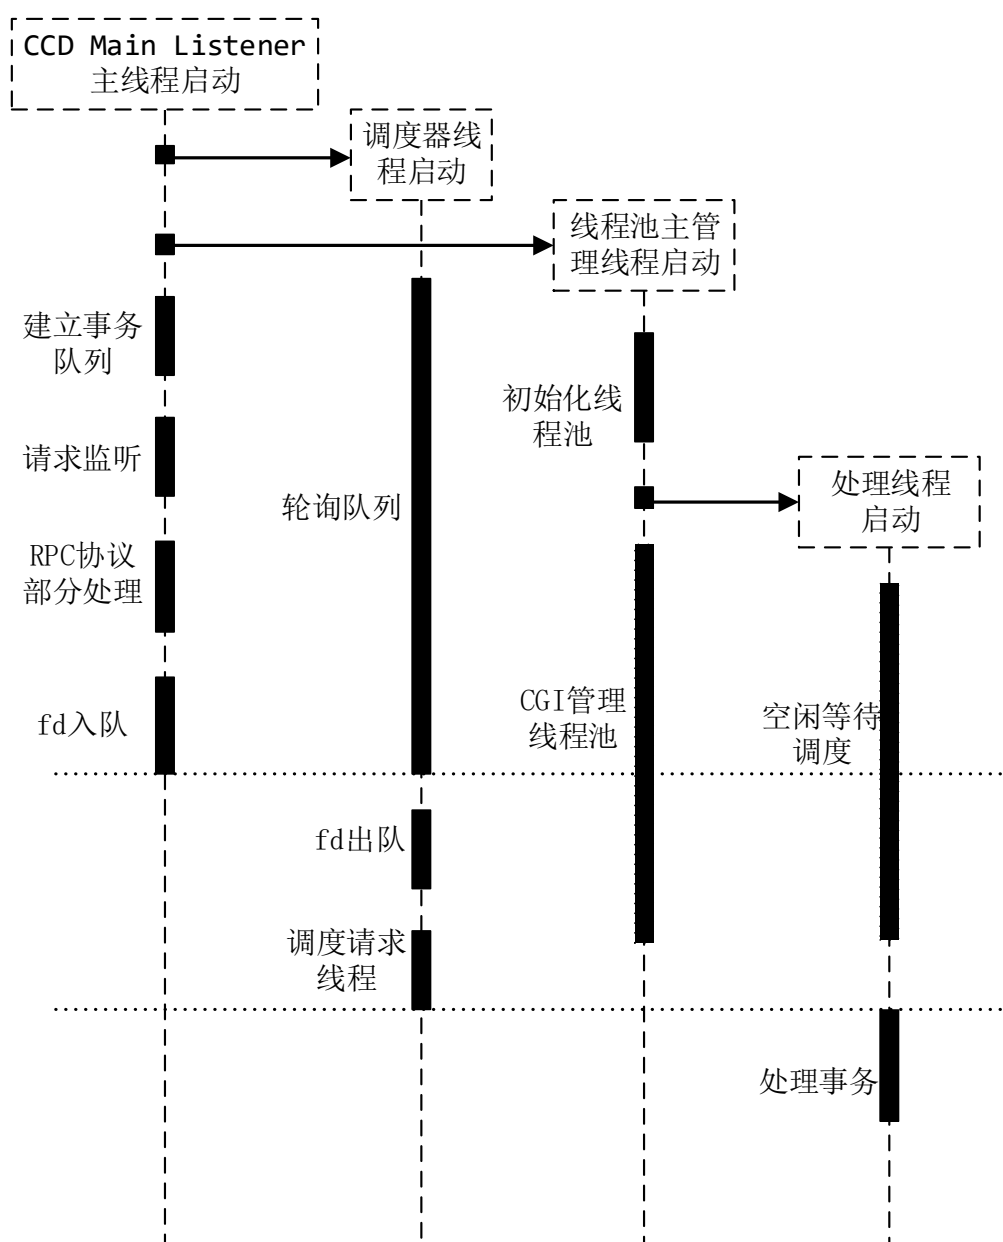 CCD Main Listener
主线程启动
调度器线
程启动
线程池主管
理线程启动
建立事务
队列
初始化线
程池
请求监听
处理线程
启动
轮询队列
RPC协议
部分处理
fd入队
CGI管理
线程池
空闲等待
调度
fd出队
调度请求
线程
处理事务